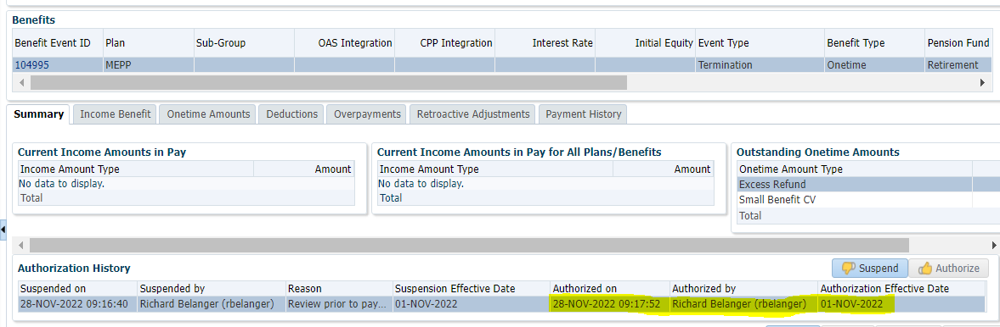 Benefits
Benefit Event ID Plan Sub-Group OAS Integration CPP Integration Interest Rate Initial Equity Event Type Benefit Type Pension Fund
104995 MEPP Termination Onetime Retirement
Summary Income Benefit Onetime Amounts Deductions Overpayments Retroactive Adjustments Payment History
Current Income Amounts in Pay Current Income Amounts in Pay for All Plans/Benefits Outstanding Onetime Amounts
Income Amount Type Amount Income Amount Type Amount Onetime Amount Type
No data to display. No data to display. Excess Refund
Total Total Small Benefit CV
Total
Authorization History Suspend Authorize
Suspended on Suspended by Reason Suspension Effective Date Authorized on Authorized by Authorization Effective Date
28-NOV-2022 09:16:40 Richard Belanger (rbelanger) Review prior to pay... 01-NOV-2022 28-NOV-2022 09:17:52 Richard Belanger (rbelanger) 01-NOV-2022